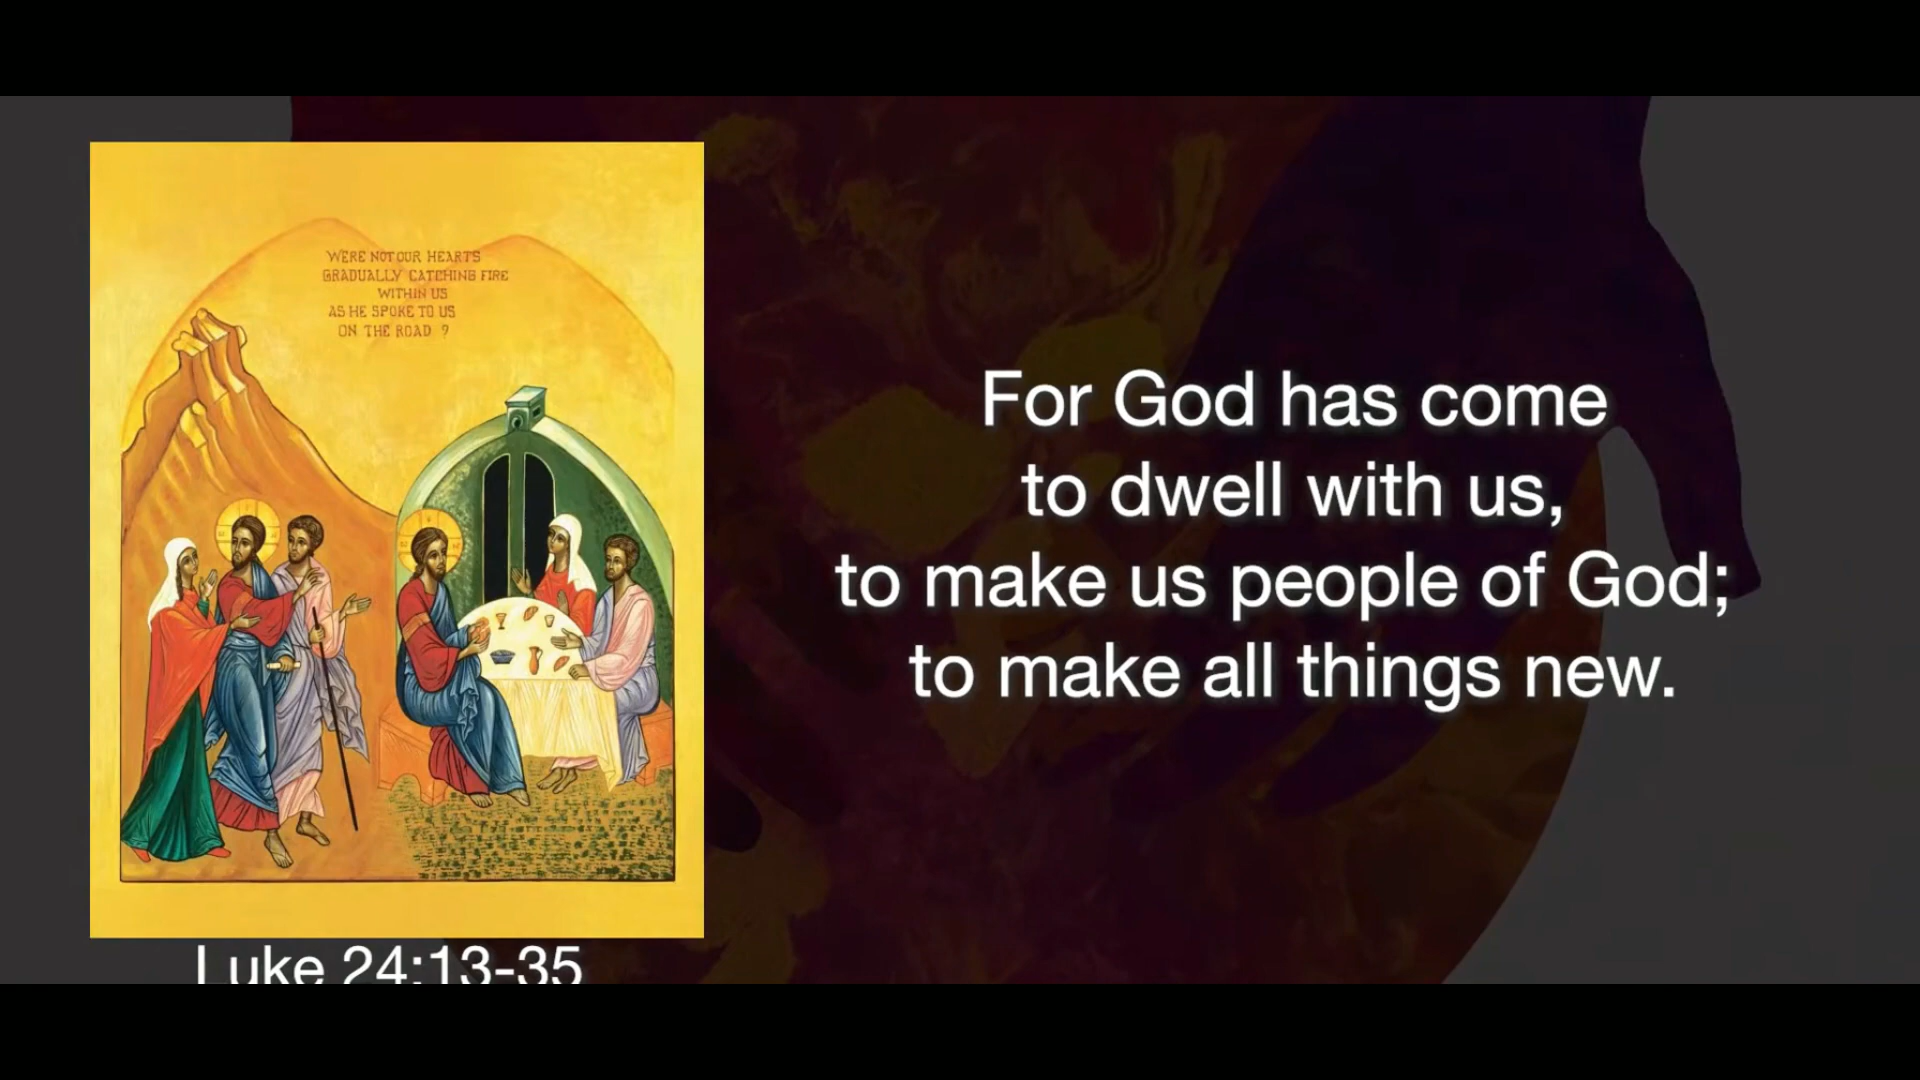 WERE NOT OUR HEARTS
GRADUALLY CATCHING FIRE
WITHIN US
AS HE SPOKE TO US
ON THE ROAD ?
Luke 24:13-35
For God has come
to dwell with us,
to make us people of God;
to make all things new.